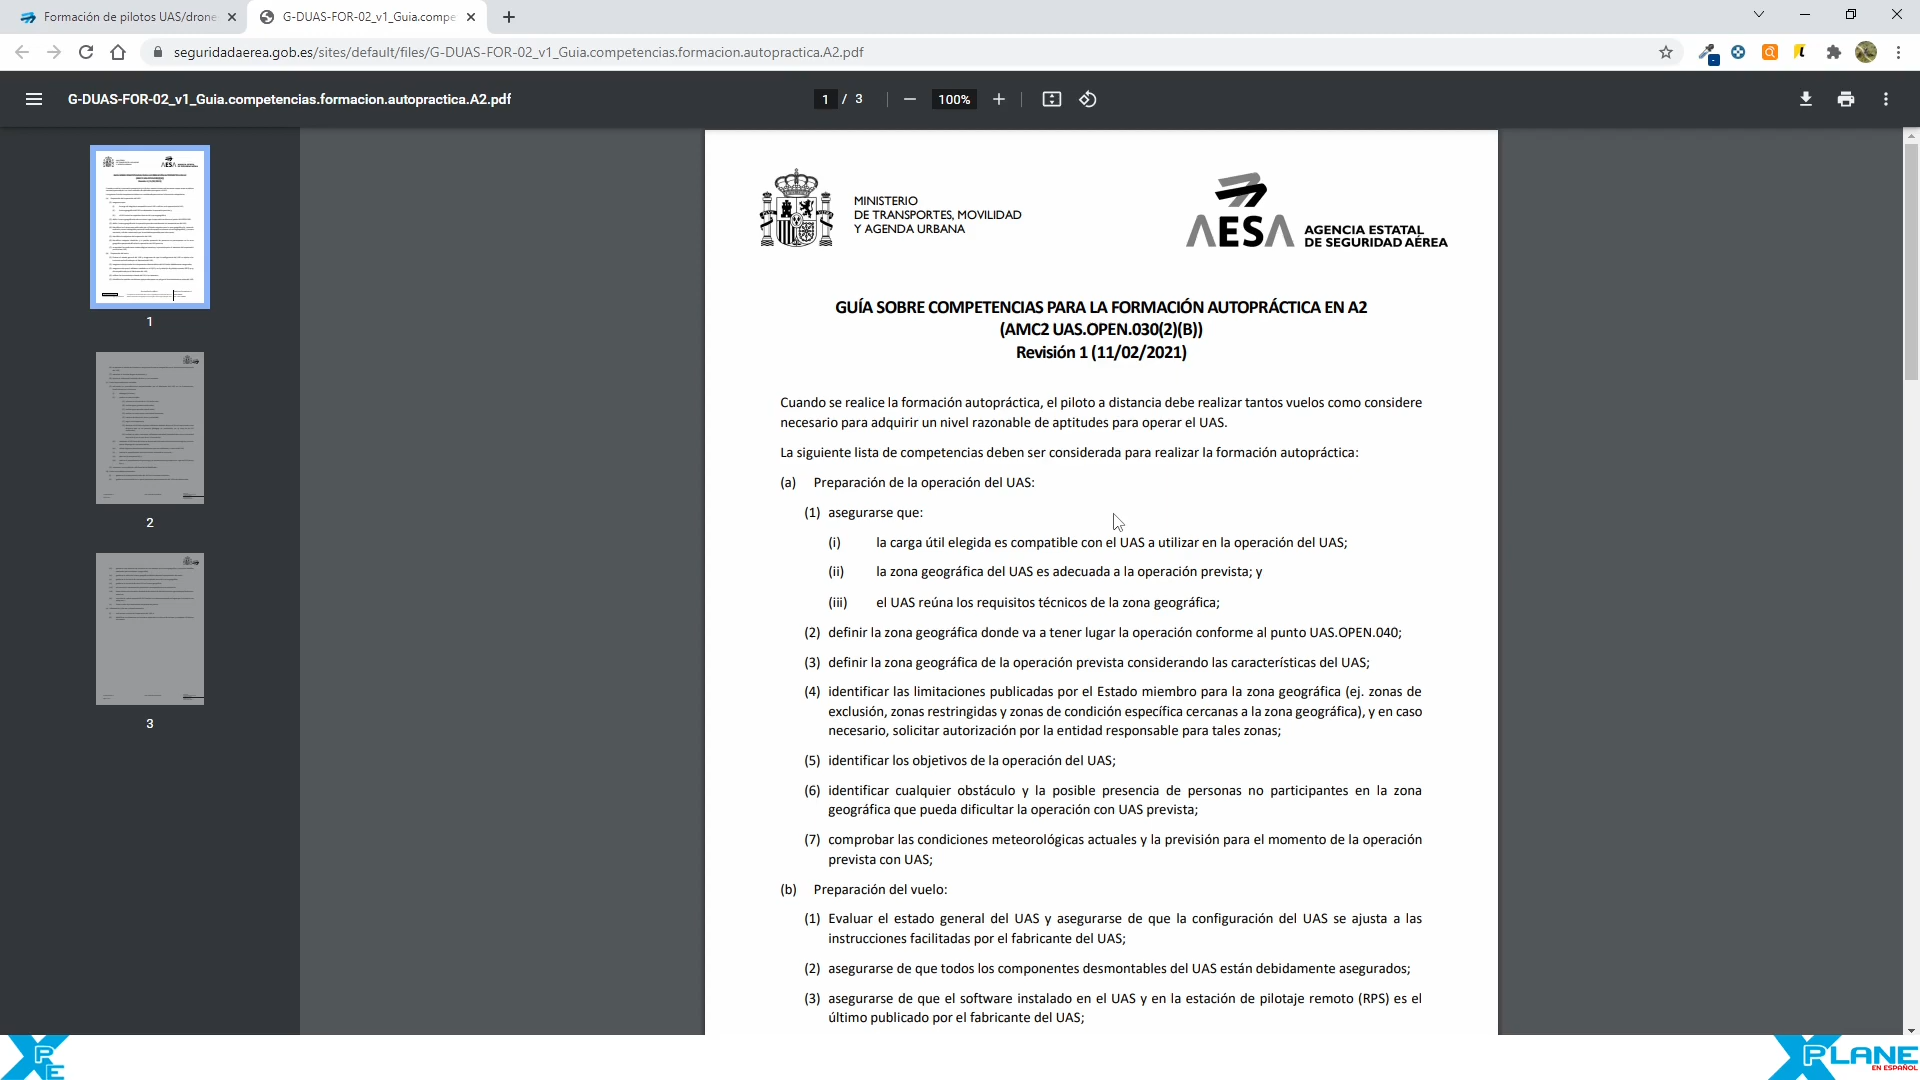 Formación de pilotos UAS/drone
G-DUAS-FOR-02_v1_Guia.compe
seguridadaerea.gob.es/sites/default/files/G-DUAS-FOR-02_v1_Guia.competencias.formacion.autopractica.A2.pdf
G-DUAS-FOR-02_v1_Guia.competencias.formacion.autopractica.A2.pdf
1 / 3
100%
1
2
3
MINISTERIO
DE TRANSPORTES, MOVILIDAD
Y AGENDA URBANA
AESA
AGENCIA ESTATAL
DE SEGURIDAD AÉREA
GUÍA SOBRE COMPETENCIAS PARA LA FORMACIÓN AUTOPRÁCTICA EN A2
(AMC2 UAS.OPEN.030(2)(B))
Revisión 1 (11/02/2021)
Cuando se realice la formación autopráctica, el piloto a distancia debe realizar tantos vuelos como considere
necesario para adquirir un nivel razonable de aptitudes para operar el UAS.
La siguiente lista de competencias deben ser considerada para realizar la formación autopráctica:
(a) Preparación de la operación del UAS:
(1) asegurarse que:
(i) la carga útil elegida es compatible con el UAS a utilizar en la operación del UAS;
(ii) la zona geográfica del UAS es adecuada a la operación prevista; y
(iii) el UAS reúna los requisitos técnicos de la zona geográfica;
(2) definir la zona geográfica donde va a tener lugar la operación conforme al punto UAS.OPEN.040;
(3) definir la zona geográfica de la operación prevista considerando las características del UAS;
(4) identificar las limitaciones publicadas por el Estado miembro para la zona geográfica (ej. zonas de
exclusión, zonas restringidas y zonas de condición específica cercanas a la zona geográfica), y en caso
necesario, solicitar autorización por la entidad responsable para tales zonas;
(5) identificar los objetivos de la operación del UAS;
(6) identificar cualquier obstáculo y la posible presencia de personas no participantes en la zona
geográfica que pueda dificultar la operación con UAS prevista;
(7) comprobar las condiciones meteorológicas actuales y la previsión para el momento de la operación
prevista con UAS;
(b) Preparación del vuelo:
(1) Evaluar el estado general del UAS y asegurarse de que la configuración del UAS se ajusta a las
instrucciones facilitadas por el fabricante del UAS;
(2) asegurarse de que todos los componentes desmontables del UAS están debidamente asegurados;
(3) asegurarse de que el software instalado en el UAS y en la estación de pilotaje remoto (RPS) es el
último publicado por el fabricante del UAS;
XPE
XPLANE
EN ESPAÑOL